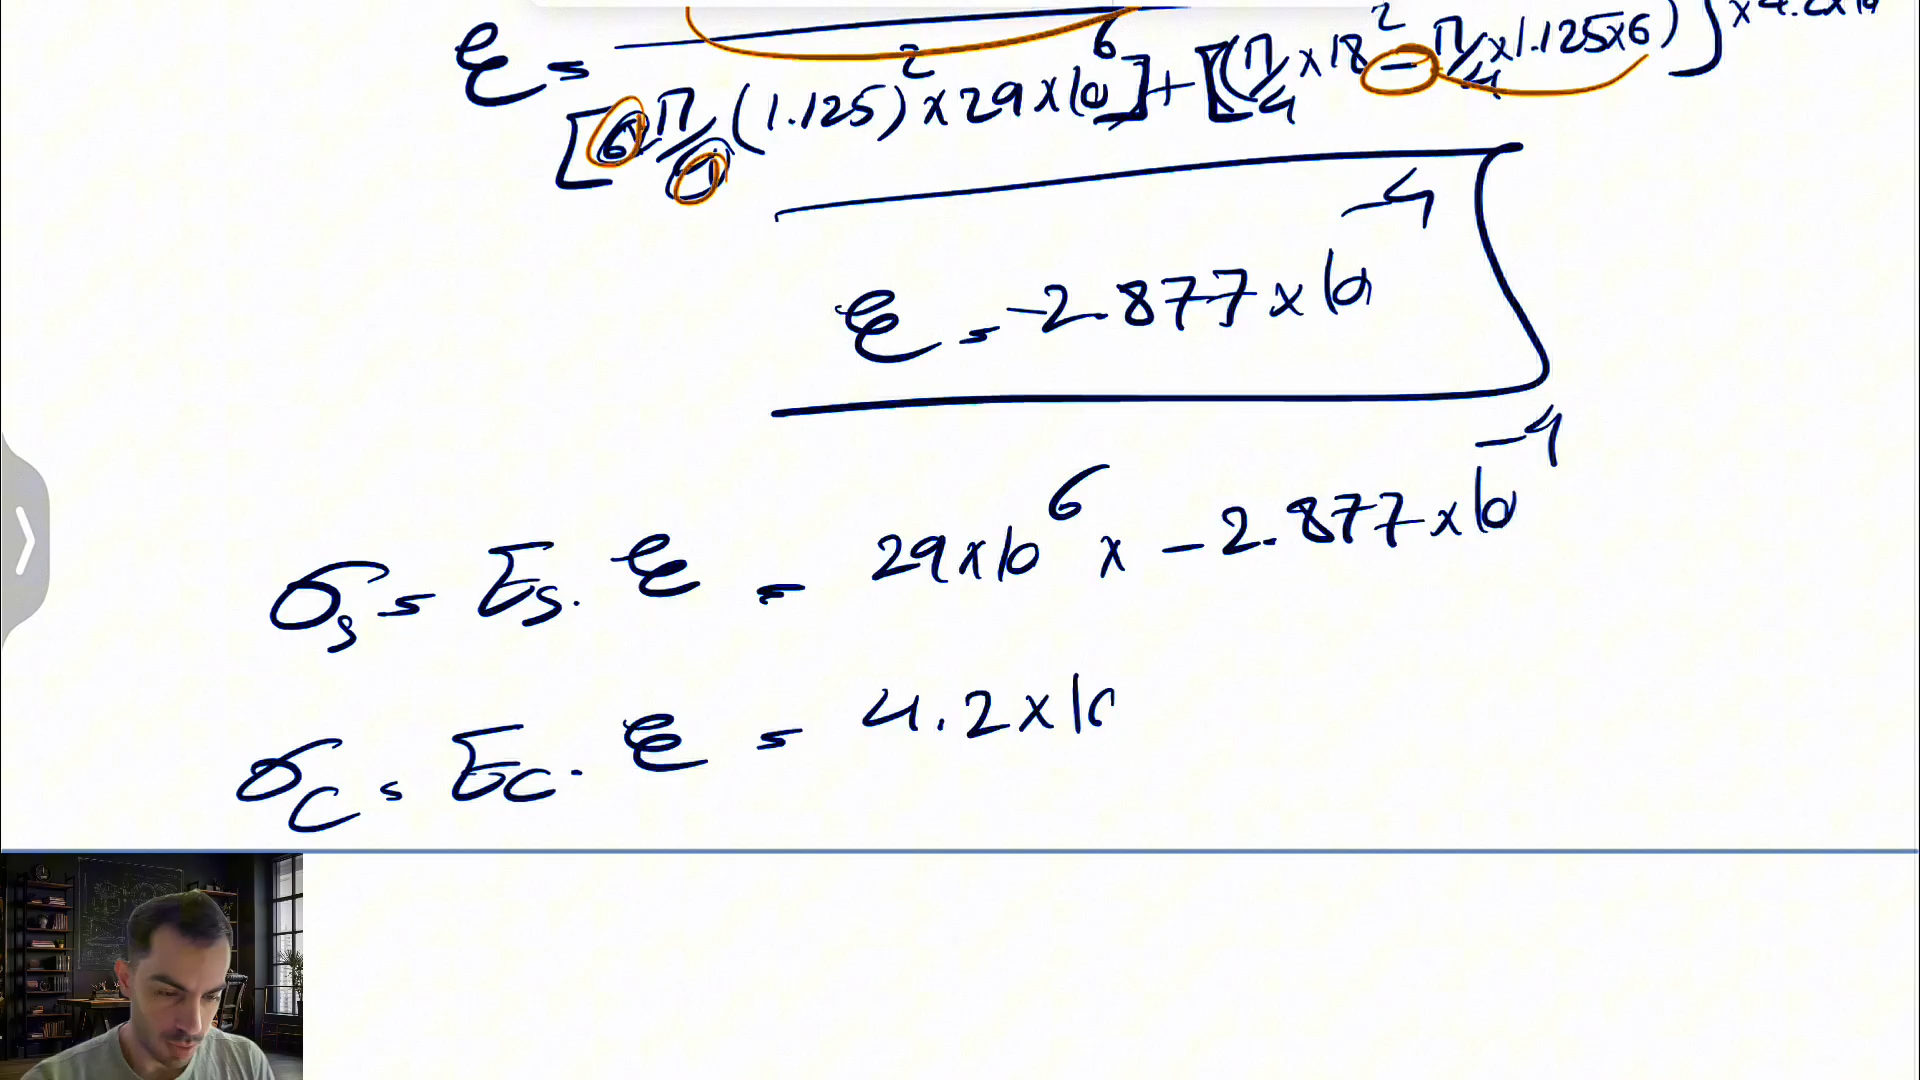 ε = [6 π/4 (1.125)² × 29 × 10⁶] + [(π/4 × 18² − π/4 × 1.125 × 6)] × 4.2 × 10
ε = -2.877 × 10⁻⁴
σs = Es . ε = 29 × 10⁶ × -2.877 × 10⁻⁴
σc = Ec . ε = 4.2 × 10